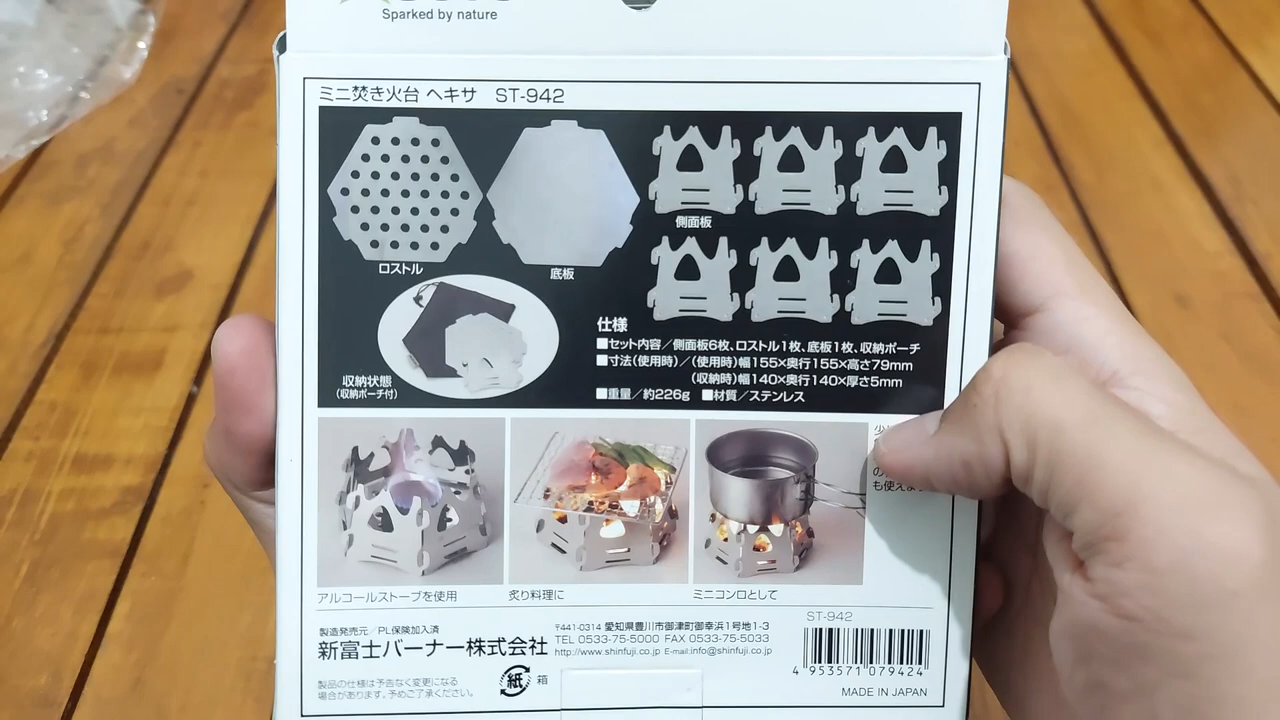 Sparked by nature
ミニ焚き火台 ヘキサ ST-942
ロストル
底板
側面板
収納状態
(収納ポーチ付)
仕様
■セット内容／側面板6枚、ロストル1枚、底板1枚、収納ポーチ
■寸法(使用時)／(使用時)幅155×奥行155×高さ79mm
(収納時)幅140×奥行140×厚さ5mm
■重量／約226g ■材質／ステンレス
アルコールストーブを使用
炙り料理に
ミニコンロとして
も使えます
製造発売元／PL保険加入済
新富士バーナー株式会社
〒441-0314 愛知県豊川市御津町御幸浜1号地1-3
TEL 0533-75-5000 FAX 0533-75-5033
http://www.shinfuji.co.jp E-mail:info@shinfuji.co.jp
製品の仕様は予告なく変更になる
場合があります。予めご了承ください。
紙 箱
ST-942
4 953571 079424
MADE IN JAPAN